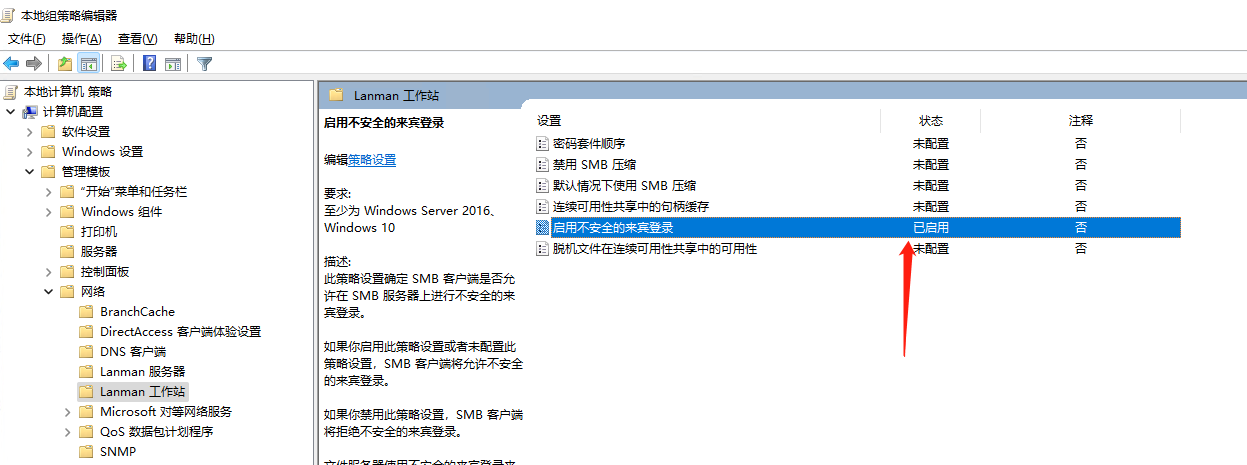 本地组策略编辑器
文件(F) 操作(A) 查看(V) 帮助(H)
本地计算机 策略
计算机配置
软件设置
Windows 设置
管理模板
“开始”菜单和任务栏
Windows 组件
打印机
服务器
控制面板
网络
BranchCache
DirectAccess 客户端体验设置
DNS 客户端
Lanman 服务器
Lanman 工作站
Microsoft 对等网络服务
QoS 数据包计划程序
SNMP
Lanman 工作站
启用不安全的来宾登录
编辑策略设置
要求:
至少为 Windows Server 2016、
Windows 10
描述:
此策略设置确定 SMB 客户端是否允
许在 SMB 服务器上进行不安全的来
宾登录。
如果你启用此策略设置或者未配置此
策略设置，SMB 客户端将允许不安全
的来宾登录。
如果你禁用此策略设置，SMB 客户端
将拒绝不安全的来宾登录。
文件服务器使用不安全的来宾登录来
设置 状态 注释
密码套件顺序 未配置 否
禁用 SMB 压缩 未配置 否
默认情况下使用 SMB 压缩 未配置 否
连续可用性共享中的句柄缓存 未配置 否
启用不安全的来宾登录 已启用 否
脱机文件在连续可用性共享中的可用性 未配置 否